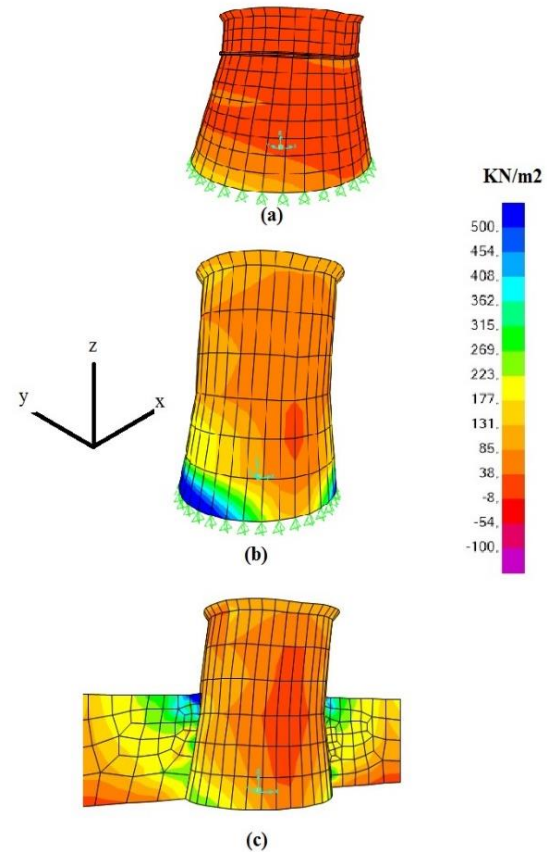 (a)
KN/m2
500.
454.
408.
362.
315.
269.
223.
177.
131.
85.
38.
-8.
-54.
-100.
z
y
x
(b)
(c)